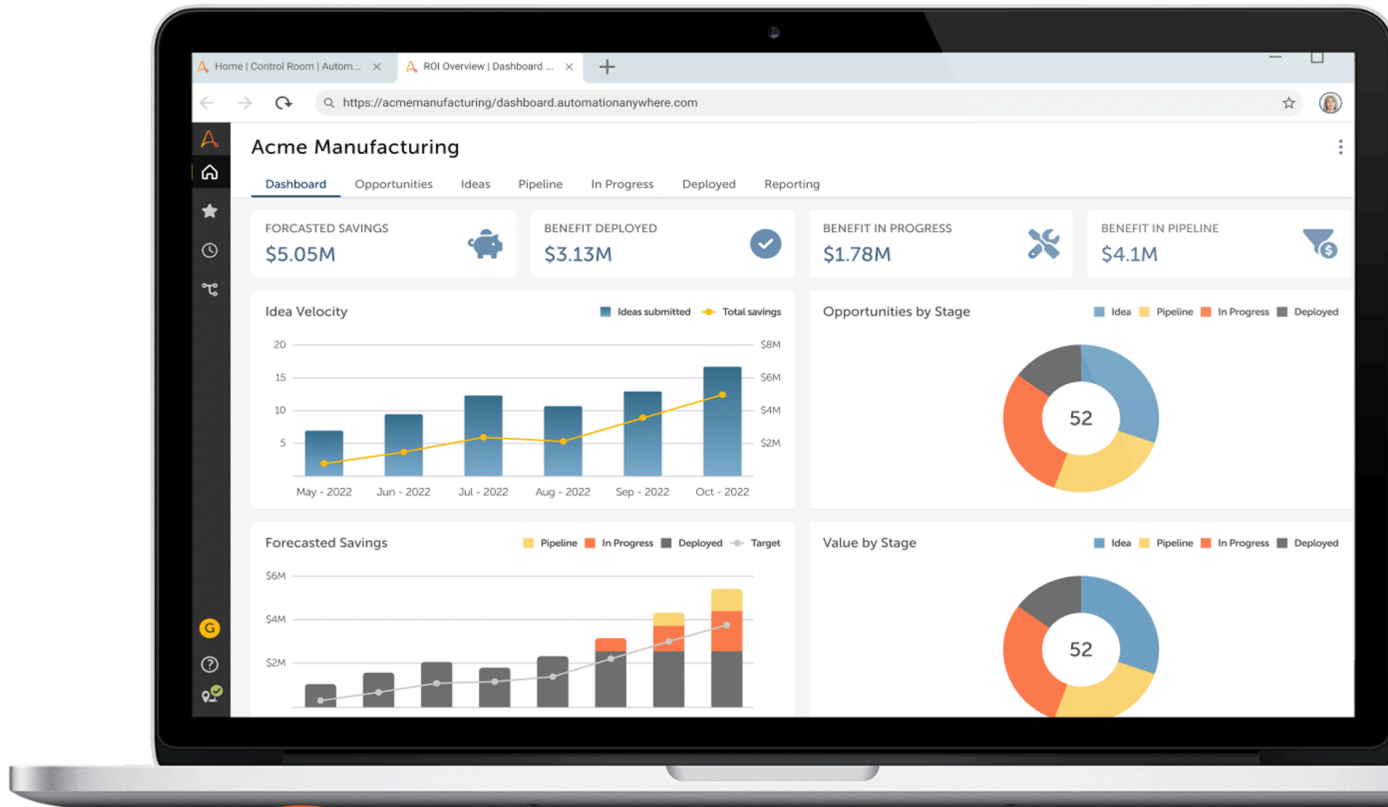 Home | Control Room | Autom...
ROI Overview | Dashboard ...
https://acmemanufacturing/dashboard.automationanywhere.com
Acme Manufacturing
Dashboard Opportunities Ideas Pipeline In Progress Deployed Reporting
FORCASTED SAVINGS
$5.05M
BENEFIT DEPLOYED
$3.13M
BENEFIT IN PROGRESS
$1.78M
BENEFIT IN PIPELINE
$4.1M
$
Idea Velocity
Ideas submitted Total savings
20 $8M
15 $6M
10 $4M
5 $2M
May - 2022 Jun - 2022 Jul - 2022 Aug - 2022 Sep - 2022 Oct - 2022
Opportunities by Stage
Idea Pipeline In Progress Deployed
52
Forecasted Savings
Pipeline In Progress Deployed Target
$6M
$4M
$2M
Value by Stage
Idea Pipeline In Progress Deployed
52
G
?